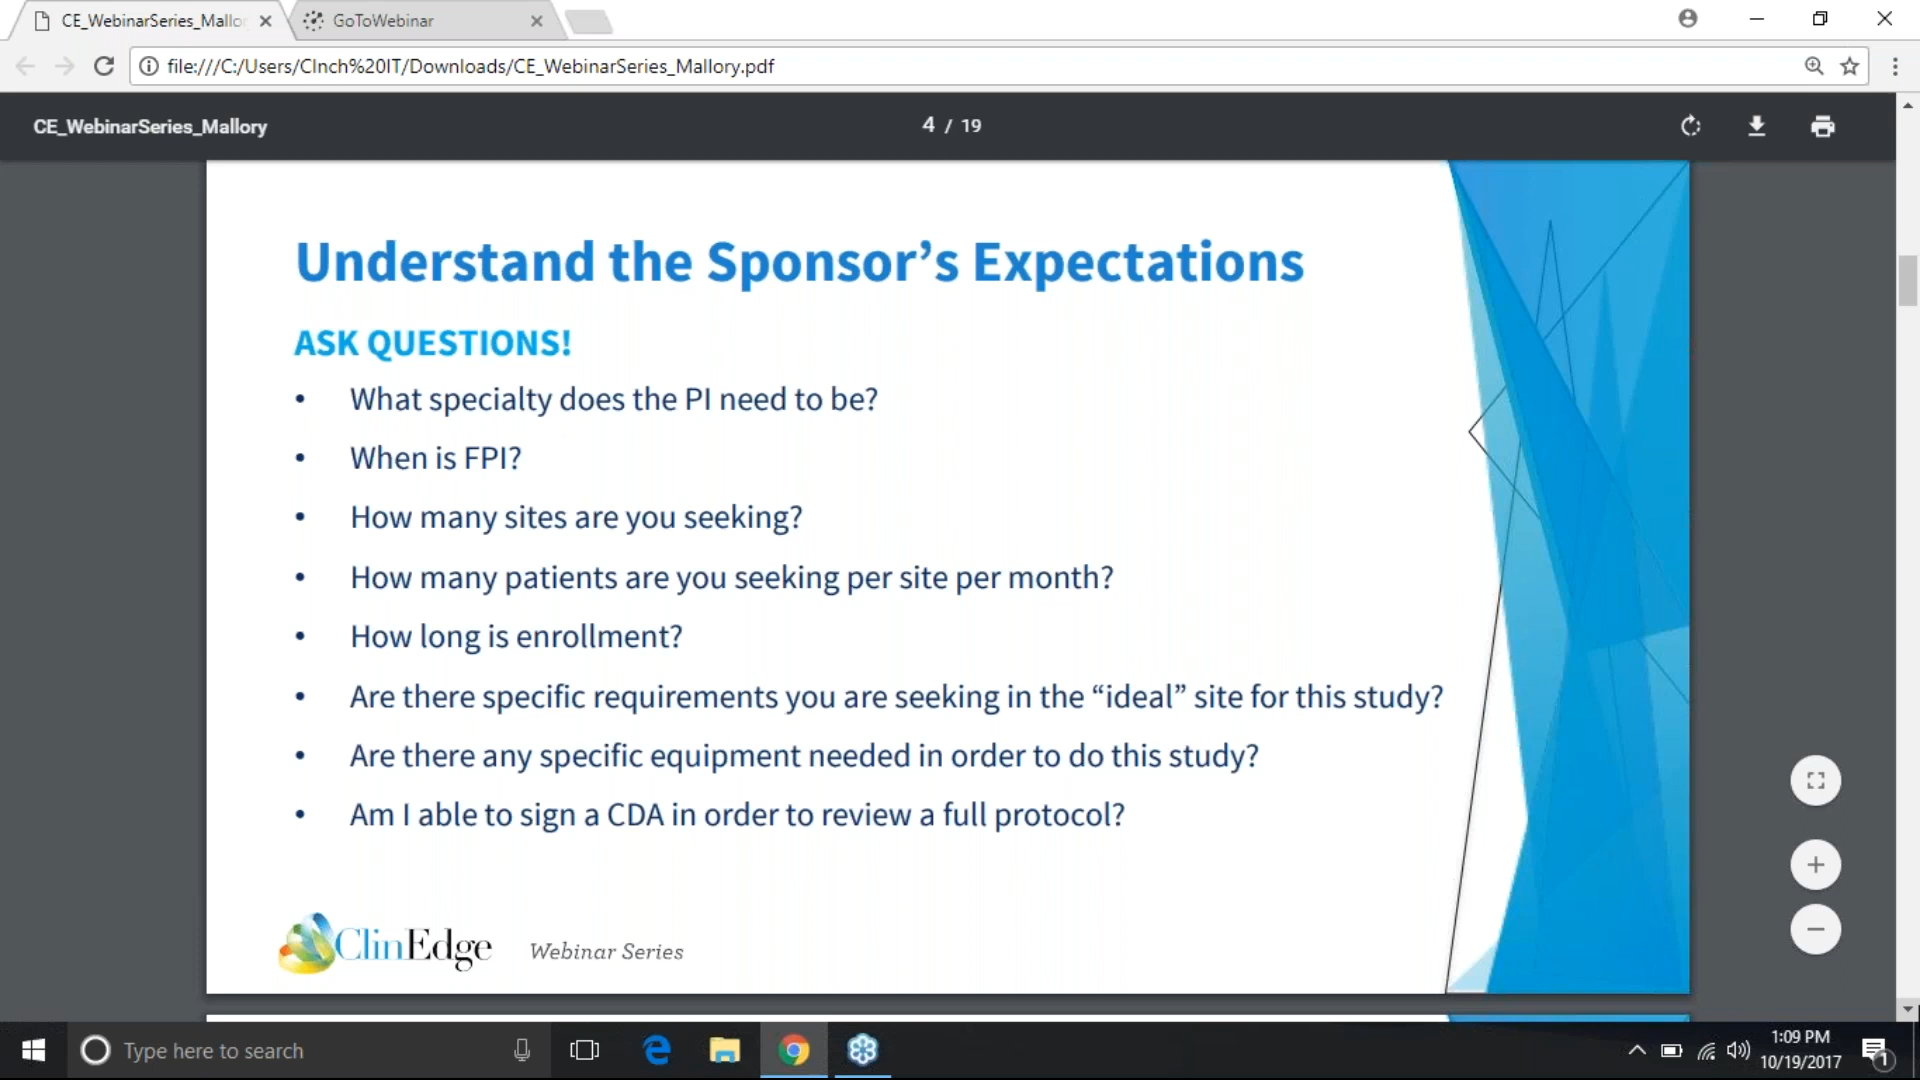 CE_WebinarSeries_Mallor
GoToWebinar
file:///C:/Users/CInch%20IT/Downloads/CE_WebinarSeries_Mallory.pdf
CE_WebinarSeries_Mallory
4 / 19
Understand the Sponsor’s Expectations
ASK QUESTIONS!
• What specialty does the PI need to be?
• When is FPI?
• How many sites are you seeking?
• How many patients are you seeking per site per month?
• How long is enrollment?
• Are there specific requirements you are seeking in the “ideal” site for this study?
• Are there any specific equipment needed in order to do this study?
• Am I able to sign a CDA in order to review a full protocol?
ClinEdge
Webinar Series
Type here to search
1:09 PM
10/19/2017
1